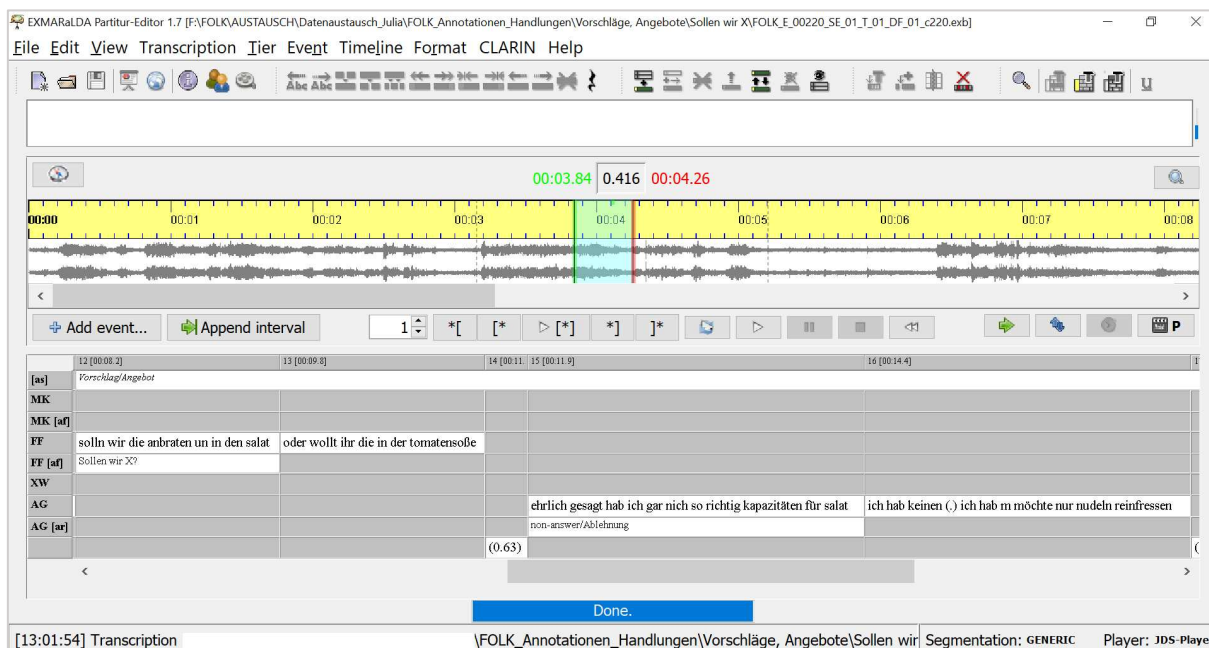 EXMARaLDA Partitur-Editor 1.7 [F:\FOLK\AUSTAUSCH\Datenaustausch_Julia\FOLK_Annotationen_Handlungen\Vorschläge, Angebote\Sollen wir X\FOLK_E_00220_SE_01_T_01_DF_01_c220.exb]
File Edit View Transcription Tier Event Timeline Format CLARIN Help
Abc Abc u
00:03.84 0.416 00:04.26
00:00 00:01 00:02 00:03 00:04 00:05 00:06 00:07 00:08
Add event... Append interval 1 *[ [* [*] *] ]* P
12 [00:08.2] 13 [00:09.8] 14 [00:11. 15 [00:11.9] 16 [00:14.4]
[as] Vorschlag/Angebot
MK
MK [af]
FF solln wir die anbraten un in den salat oder wollt ihr die in der tomatensoße
FF [af] Sollen wir X?
XW
AG ehrlich gesagt hab ich gar nich so richtig kapazitäten für salat ich hab keinen (.) ich hab m möchte nur nudeln reinfressen
AG [ar] non-answer/Ablehnung
(0.63) (
Done.
[13:01:54] Transcription \FOLK_Annotationen_Handlungen\Vorschläge, Angebote\Sollen wir Segmentation: GENERIC Player: JDS-Playe